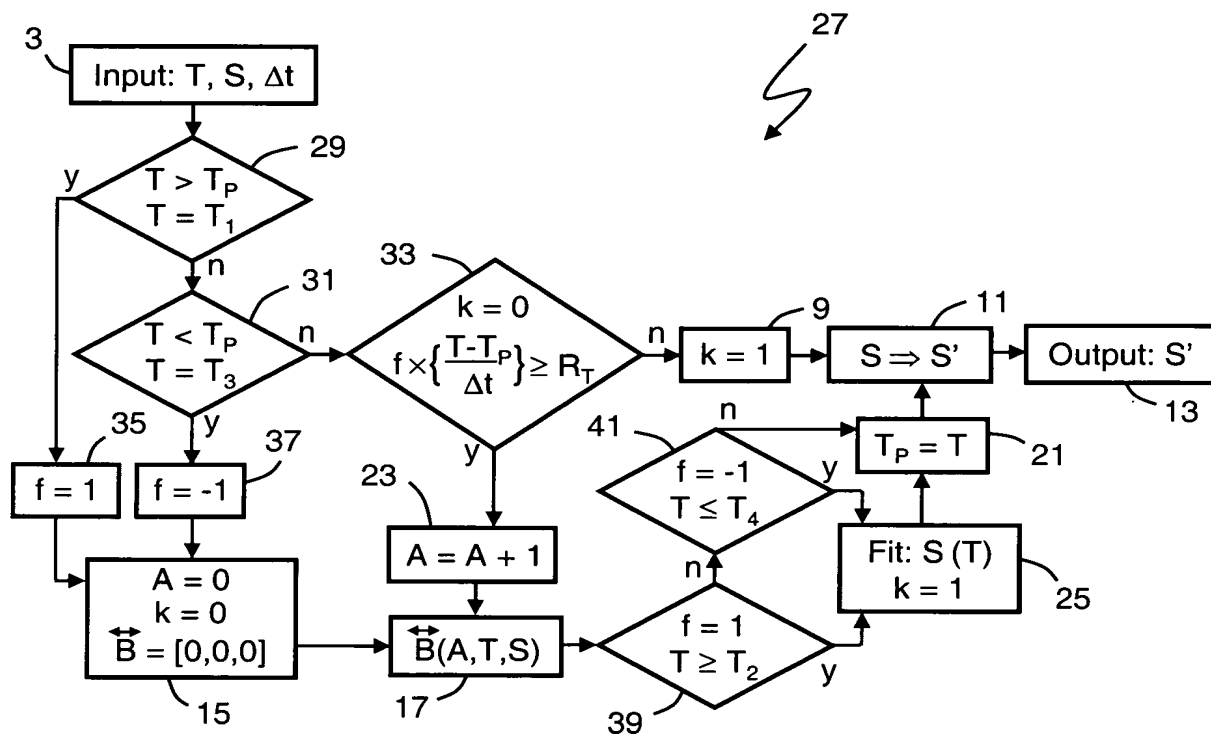 3
27
Input: T, S, Δt
29
y
T > T_P
T = T_1
n
31
33
T < T_P
T = T_3
n
k = 0
f × {T-T_P / Δt} ≥ R_T
n
9
k = 1
11
S ⇒ S'
Output: S'
13
y
35
37
f = 1
f = -1
y
23
A = A + 1
41
n
f = -1
T ≤ T_4
y
T_P = T
21
A = 0
k = 0
B⃡ = [0,0,0]
15
B⃡(A,T,S)
17
n
f = 1
T ≥ T_2
y
39
Fit: S (T)
k = 1
25